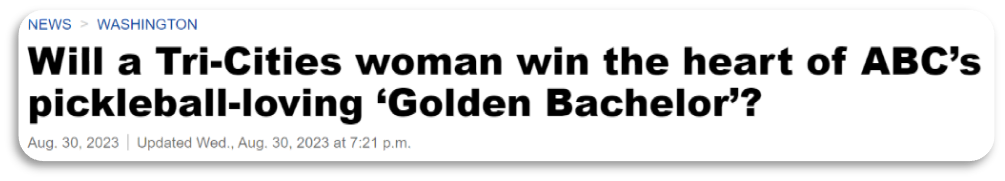 NEWS > WASHINGTON
Will a Tri-Cities woman win the heart of ABC’s
pickleball-loving ‘Golden Bachelor’?
Aug. 30, 2023 | Updated Wed., Aug. 30, 2023 at 7:21 p.m.